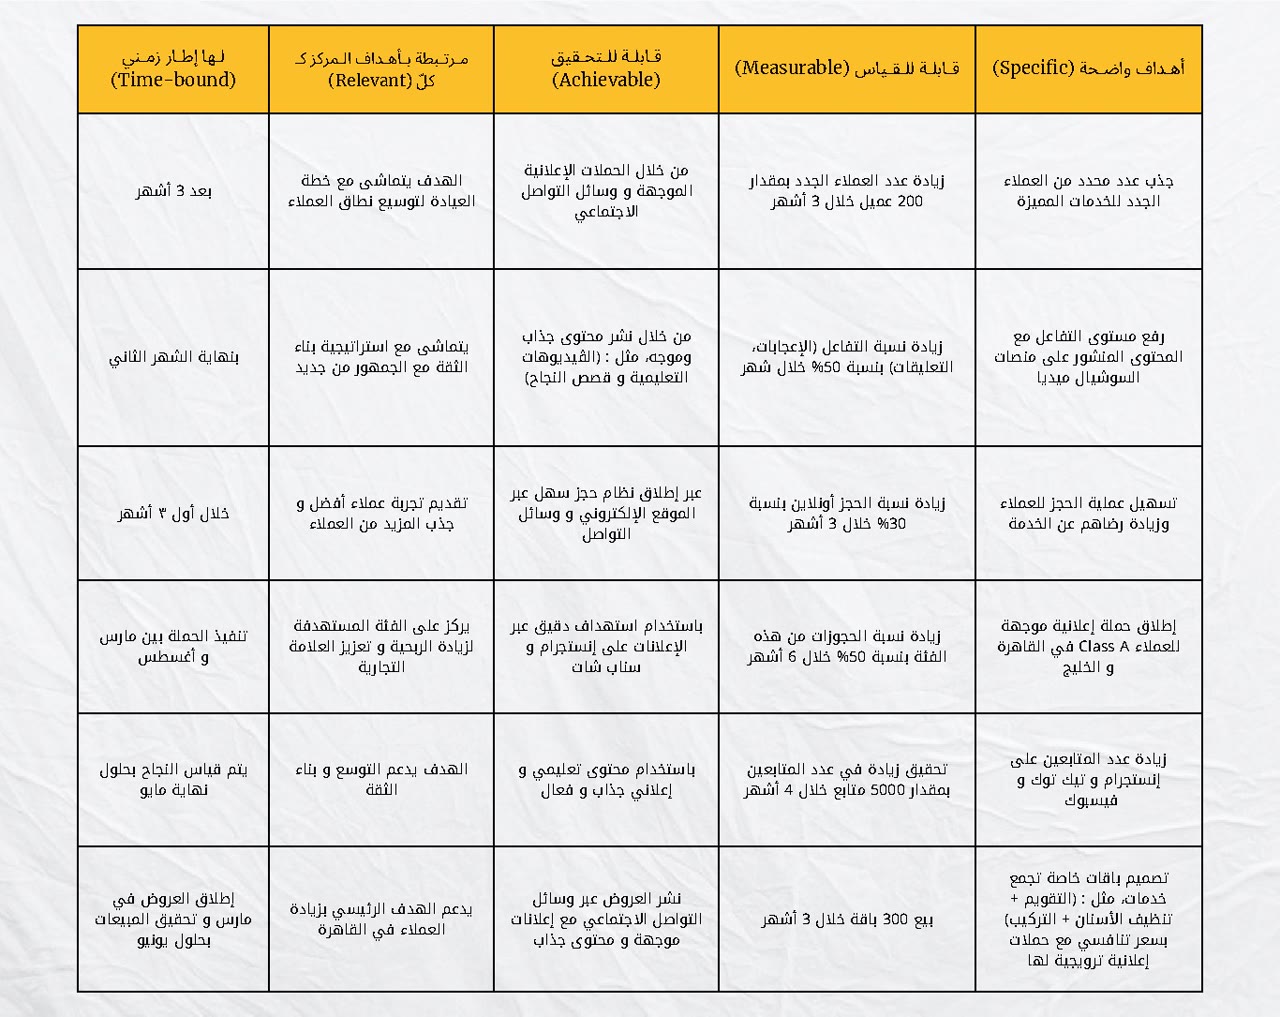 أهداف واضحة (Specific)
قابلة للقياس (Measurable)
قابلة للتحقيق
(Achievable)
مرتبطة بأهداف المركز كـ
كلّ (Relevant)
لها إطار زمني
(Time-bound)
جذب عدد محدد من العملاء
الجدد للخدمات المميزة
زيادة عدد العملاء الجدد بمقدار
200 عميل خلال 3 أشهر
من خلال الحملات الإعلانية
الموجهة و وسائل التواصل
الاجتماعي
الهدف يتماشى مع خطة
العيادة لتوسيع نطاق العملاء
بعد 3 أشهر
رفع مستوى التفاعل مع
المحتوى المنشور على منصات
السوشيال ميديا
زيادة نسبة التفاعل (الإعجابات،
التعليقات) بنسبة 50% خلال شهر
من خلال نشر محتوى جذاب
وموجه، مثل : (الڤيديوهات
التعليمية و قصص النجاح)
يتماشى مع استراتيجية بناء
الثقة مع الجمهور من جديد
بنهاية الشهر الثاني
تسهيل عملية الحجز للعملاء
وزيادة رضاهم عن الخدمة
زيادة نسبة الحجز أونلاين بنسبة
30% خلال 3 أشهر
عبر إطلاق نظام حجز سهل عبر
الموقع الإلكتروني و وسائل
التواصل
تقديم تجربة عملاء أفضل و
جذب المزيد من العملاء
خلال أول ٣ أشهر
إطلاق حملة إعلانية موجهة
للعملاء Class A في القاهرة
و الخليج
زيادة نسبة الحجوزات من هذه
الفئة بنسبة 50% خلال 6 أشهر
باستخدام استهداف دقيق عبر
الإعلانات على إنستجرام و
سناب شات
يركز على الفئة المستهدفة
لزيادة الربحية و تعزيز العلامة
التجارية
تنفيذ الحملة بين مارس
و أغسطس
زيادة عدد المتابعين على
إنستجرام و تيك توك و
فيسبوك
تحقيق زيادة في عدد المتابعين
بمقدار 5000 متابع خلال 4 أشهر
باستخدام محتوى تعليمي و
إعلاني جذاب و فعال
الهدف يدعم التوسع و بناء
الثقة
يتم قياس النجاح بحلول
نهاية مايو
تصميم باقات خاصة تجمع
خدمات، مثل : (التقويم +
تنظيف الأسنان + التركيب)
بسعر تنافسي مع حملات
إعلانية ترويجية لها
بيع 300 باقة خلال 3 أشهر
نشر العروض عبر وسائل
التواصل الاجتماعي مع إعلانات
موجهة و محتوى جذاب
يدعم الهدف الرئيسي بزيادة
العملاء في القاهرة
إطلاق العروض في
مارس و تحقيق المبيعات
بحلول يونيو